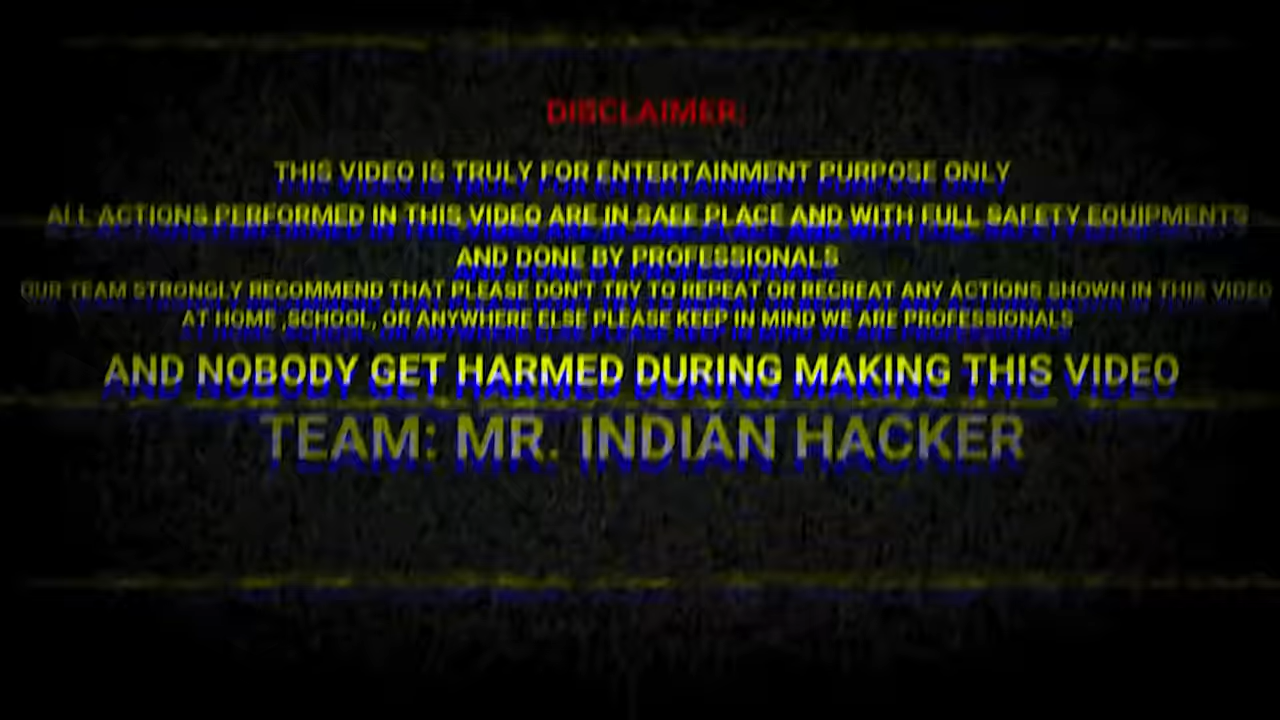 DISCLAIMER:
THIS VIDEO IS TRULY FOR ENTERTAINMENT PURPOSE ONLY
ALL ACTIONS PERFORMED IN THIS VIDEO ARE IN SAFE PLACE AND WITH FULL SAFETY EQUIPMENTS
AND DONE BY PROFESSIONALS
OUR TEAM STRONGLY RECOMMEND THAT PLEASE DON'T TRY TO REPEAT OR RECREAT ANY ACTIONS SHOWN IN THIS VIDEO
AT HOME ,SCHOOL, OR ANYWHERE ELSE PLEASE KEEP IN MIND WE ARE PROFESSIONALS
AND NOBODY GET HARMED DURING MAKING THIS VIDEO
TEAM: MR. INDIAN HACKER